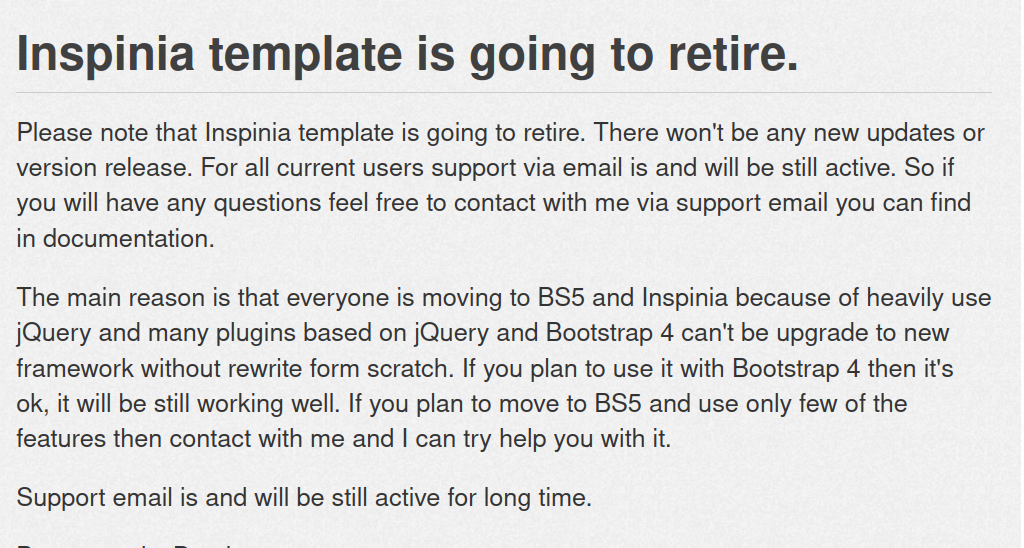 Inspinia template is going to retire.
Please note that Inspinia template is going to retire. There won't be any new updates or
version release. For all current users support via email is and will be still active. So if
you will have any questions feel free to contact with me via support email you can find
in documentation.
The main reason is that everyone is moving to BS5 and Inspinia because of heavily use
jQuery and many plugins based on jQuery and Bootstrap 4 can't be upgrade to new
framework without rewrite form scratch. If you plan to use it with Bootstrap 4 then it's
ok, it will be still working well. If you plan to move to BS5 and use only few of the
features then contact with me and I can try help you with it.
Support email is and will be still active for long time.